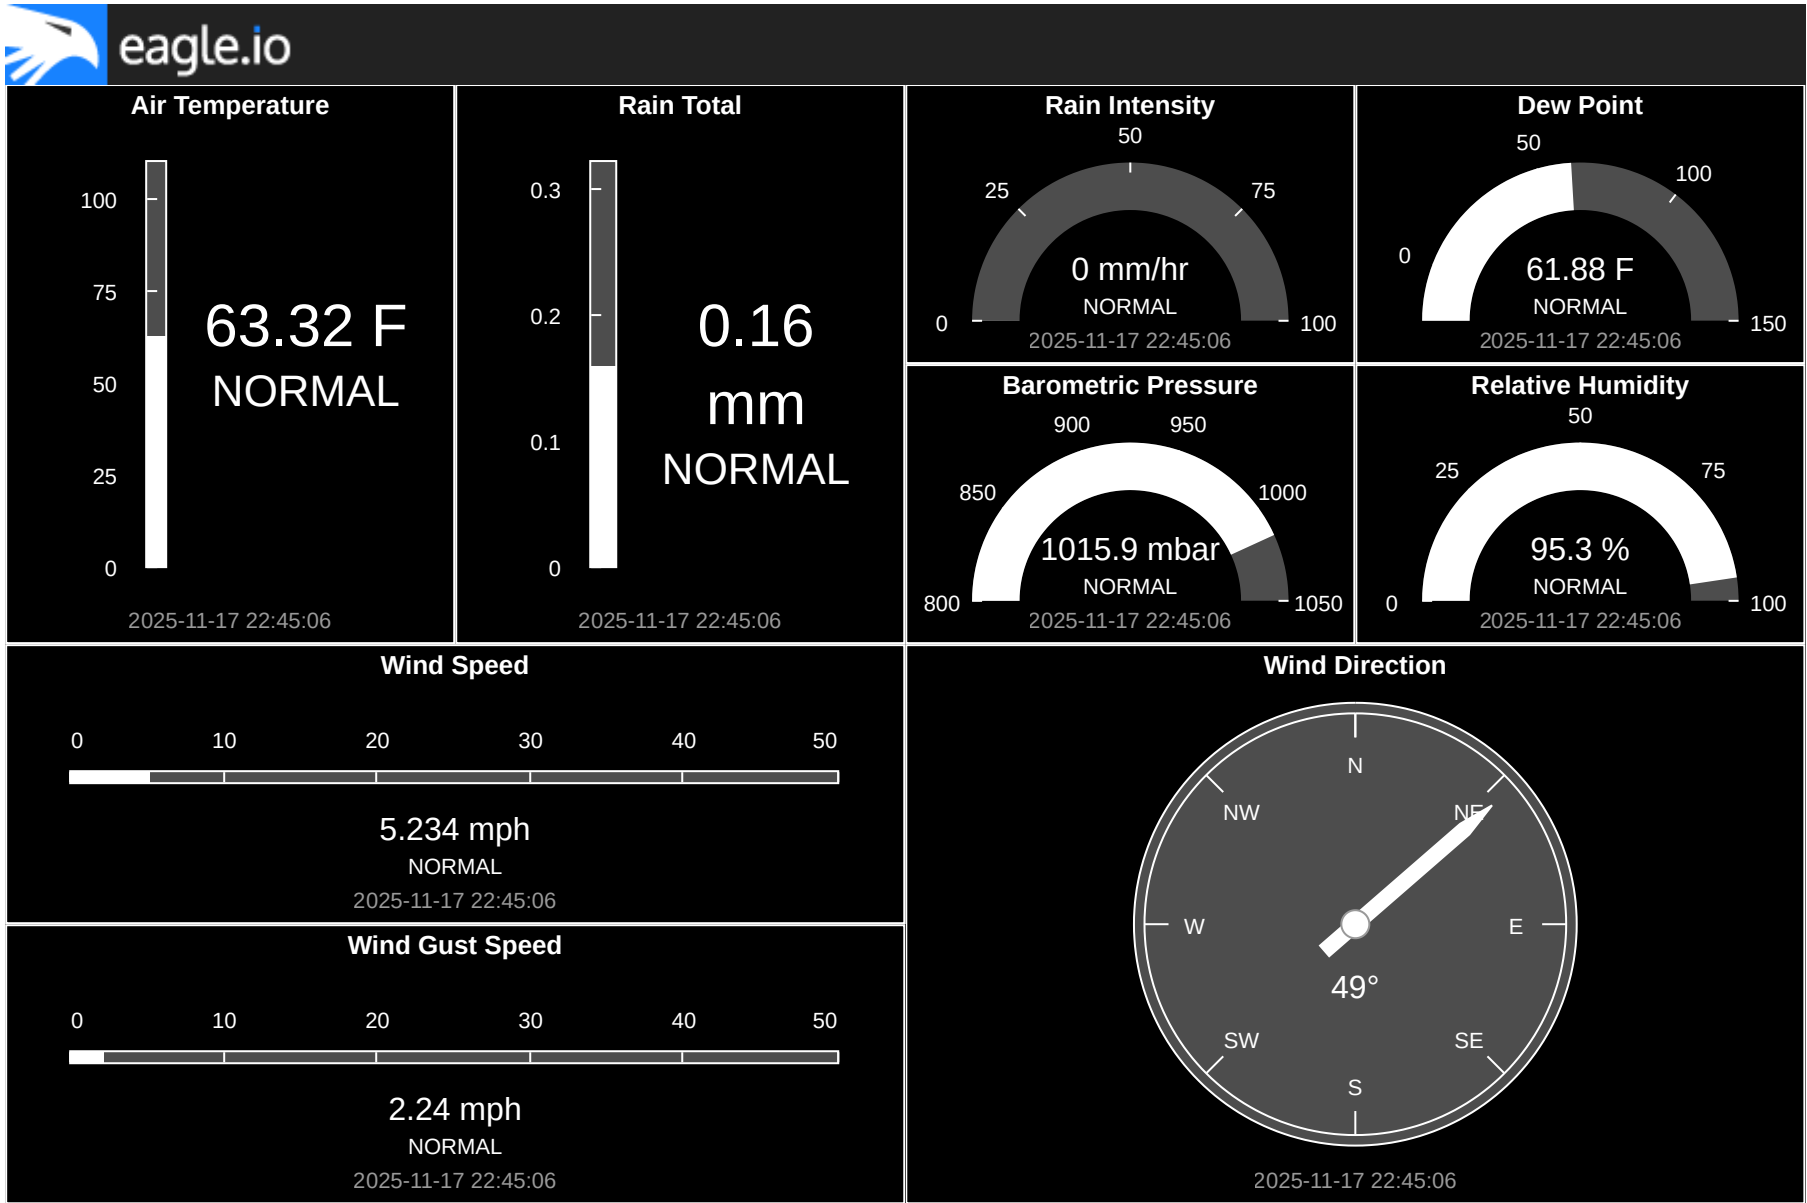 eagle.io
Air Temperature
100
75
50
25
0
63.32 F
NORMAL
2025-11-17 22:45:06
Rain Total
0.3
0.2
0.1
0
0.16
mm
NORMAL
2025-11-17 22:45:06
Rain Intensity
0
25
50
75
100
0 mm/hr
NORMAL
2025-11-17 22:45:06
Dew Point
0
50
100
150
61.88 F
NORMAL
2025-11-17 22:45:06
Barometric Pressure
800
850
900
950
1000
1050
1015.9 mbar
NORMAL
2025-11-17 22:45:06
Relative Humidity
0
25
50
75
100
95.3 %
NORMAL
2025-11-17 22:45:06
Wind Speed
0 10 20 30 40 50
5.234 mph
NORMAL
2025-11-17 22:45:06
Wind Gust Speed
0 10 20 30 40 50
2.24 mph
NORMAL
2025-11-17 22:45:06
Wind Direction
N
NW NE
W E
49°
SW SE
S
2025-11-17 22:45:06